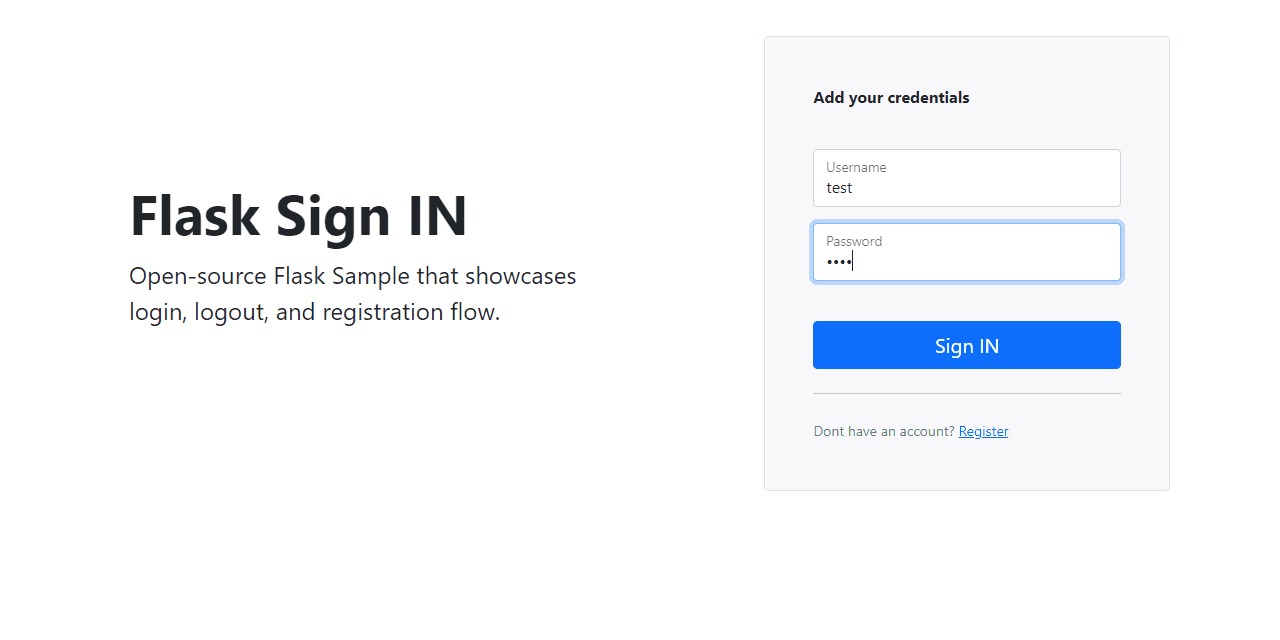 Flask Sign IN
Open-source Flask Sample that showcases
login, logout, and registration flow.
Add your credentials
Username
test
Password
••••
Sign IN
Dont have an account? Register